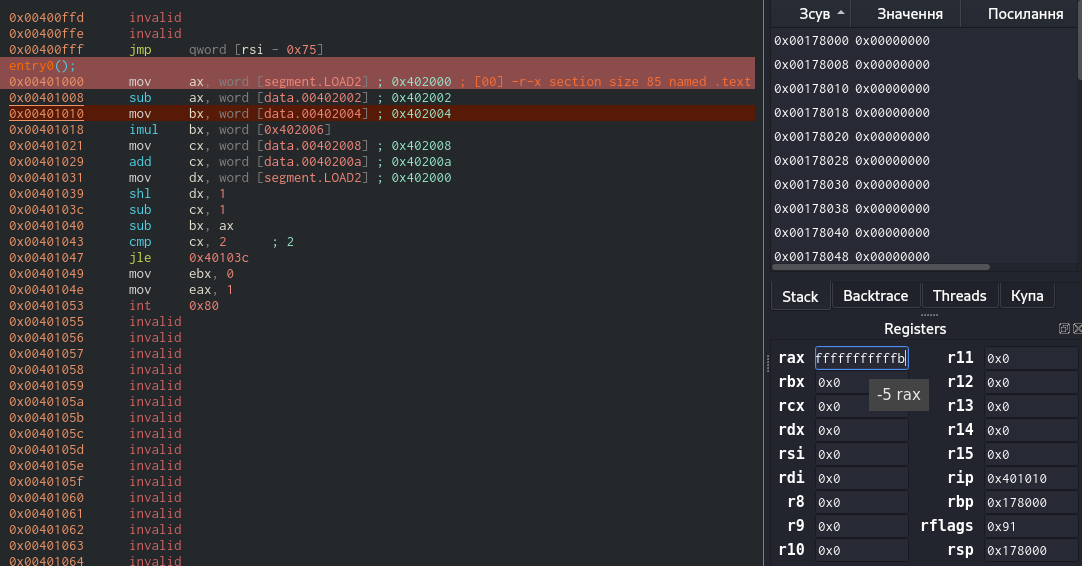 0x00400ffd invalid
0x00400ffe invalid
0x00400fff jmp qword [rsi - 0x75]
entry0();
0x00401000 mov ax, word [segment.LOAD2] ; 0x402000 ; [00] -r-x section size 85 named .text
0x00401008 sub ax, word [data.00402002] ; 0x402002
0x00401010 mov bx, word [data.00402004] ; 0x402004
0x00401018 imul bx, word [0x402006]
0x00401021 mov cx, word [data.00402008] ; 0x402008
0x00401029 add cx, word [data.0040200a] ; 0x40200a
0x00401031 mov dx, word [segment.LOAD2] ; 0x402000
0x00401039 shl dx, 1
0x0040103c sub cx, 1
0x00401040 sub bx, ax
0x00401043 cmp cx, 2 ; 2
0x00401047 jle 0x40103c
0x00401049 mov ebx, 0
0x0040104e mov eax, 1
0x00401053 int 0x80
0x00401055 invalid
0x00401056 invalid
0x00401057 invalid
0x00401058 invalid
0x00401059 invalid
0x0040105a invalid
0x0040105b invalid
0x0040105c invalid
0x0040105d invalid
0x0040105e invalid
0x0040105f invalid
0x00401060 invalid
0x00401061 invalid
0x00401062 invalid
0x00401063 invalid
0x00401064 invalid
Зсув Значення Посилання
0x00178000 0x00000000
0x00178008 0x00000000
0x00178010 0x00000000
0x00178018 0x00000000
0x00178020 0x00000000
0x00178028 0x00000000
0x00178030 0x00000000
0x00178038 0x00000000
0x00178040 0x00000000
0x00178048 0x00000000
Stack Backtrace Threads Купа
Registers
rax fffffffffffb r11 0x0
rbx 0x0 r12 0x0
-5 rax
rcx 0x0 r13 0x0
rdx 0x0 r14 0x0
rsi 0x0 r15 0x0
rdi 0x0 rip 0x401010
r8 0x0 rbp 0x178000
r9 0x0 rflags 0x91
r10 0x0 rsp 0x178000